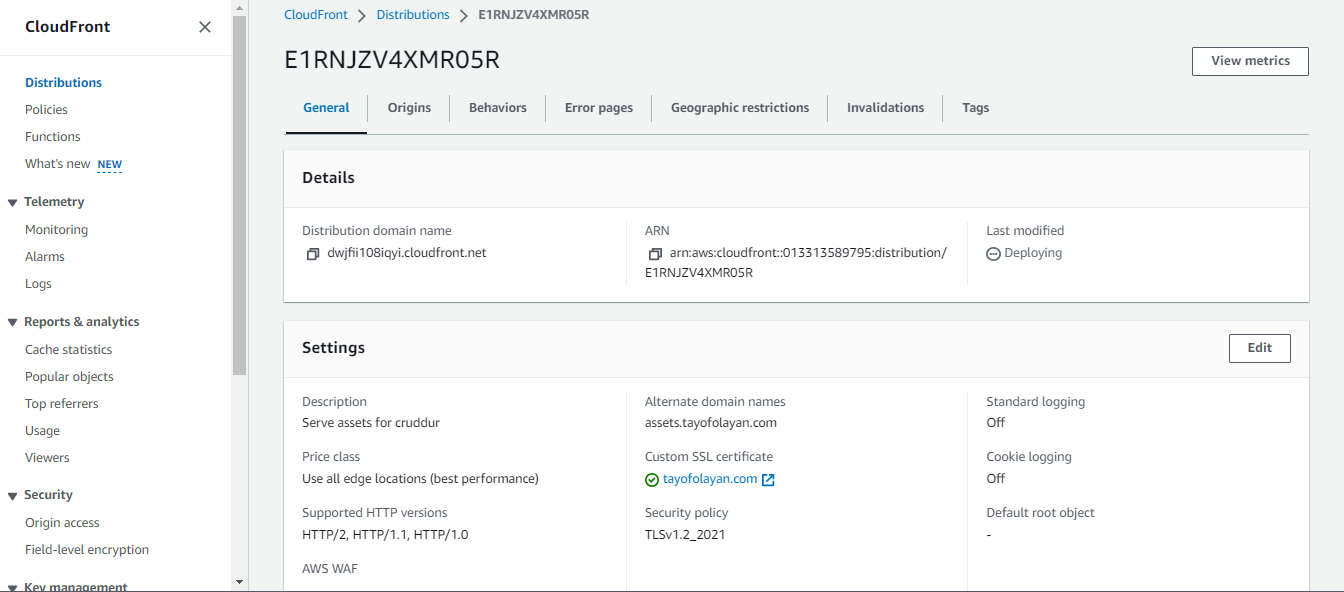 CloudFront
Distributions
Policies
Functions
What's new NEW
Telemetry
Monitoring
Alarms
Logs
Reports & analytics
Cache statistics
Popular objects
Top referrers
Usage
Viewers
Security
Origin access
Field-level encryption
Key management
CloudFront > Distributions > E1RNJZV4XMR05R
E1RNJZV4XMR05R
View metrics
General
Origins
Behaviors
Error pages
Geographic restrictions
Invalidations
Tags
Details
Distribution domain name
dwjfii108iqyi.cloudfront.net
ARN
arn:aws:cloudfront::013313589795:distribution/
E1RNJZV4XMR05R
Last modified
Deploying
Settings
Edit
Description
Serve assets for cruddur
Price class
Use all edge locations (best performance)
Supported HTTP versions
HTTP/2, HTTP/1.1, HTTP/1.0
AWS WAF
Alternate domain names
assets.tayofolayan.com
Custom SSL certificate
tayofolayan.com
Security policy
TLSv1.2_2021
Standard logging
Off
Cookie logging
Off
Default root object
-